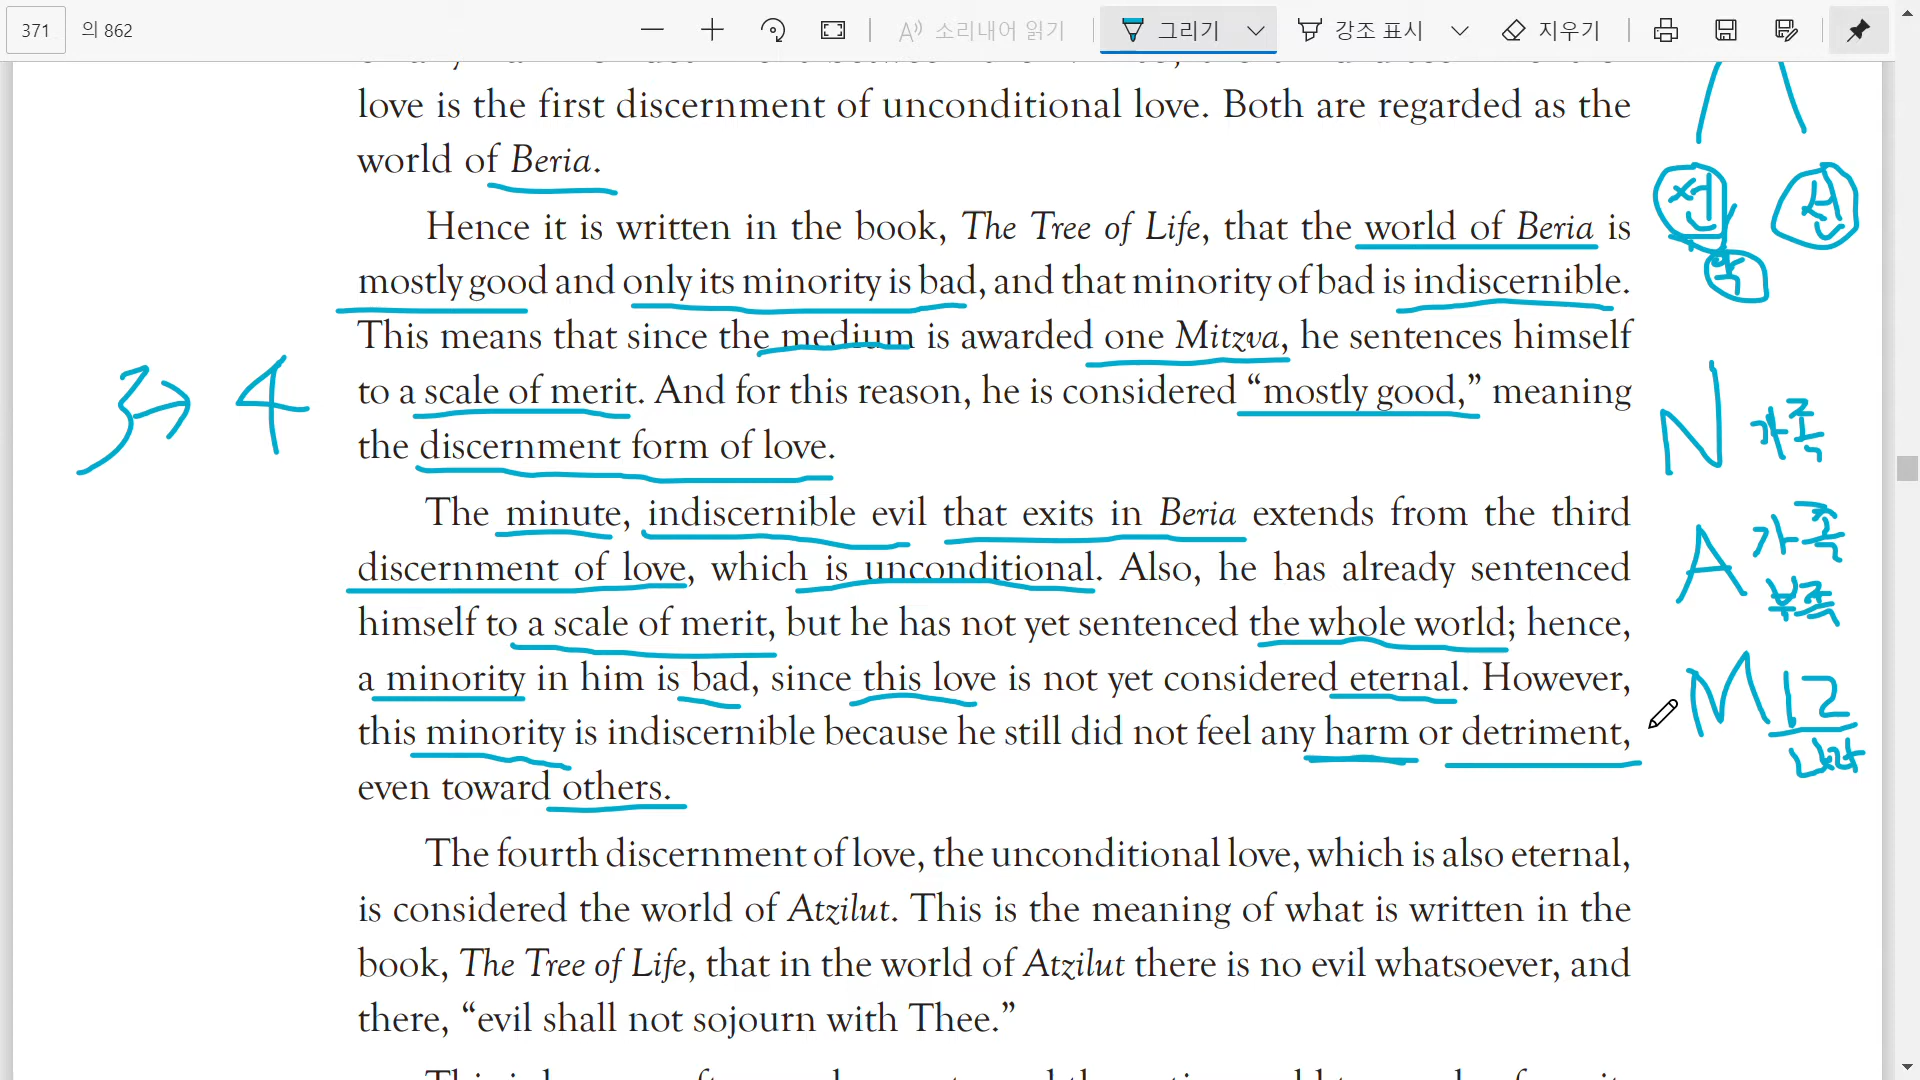 371 의 862 소리내어 읽기 그리기 강조 표시 지우기
love is the first discernment of unconditional love. Both are regarded as the
world of Beria.
Hence it is written in the book, The Tree of Life, that the world of Beria is
mostly good and only its minority is bad, and that minority of bad is indiscernible.
This means that since the medium is awarded one Mitzva, he sentences himself
to a scale of merit. And for this reason, he is considered “mostly good,” meaning
the discernment form of love.
The minute, indiscernible evil that exits in Beria extends from the third
discernment of love, which is unconditional. Also, he has already sentenced
himself to a scale of merit, but he has not yet sentenced the whole world; hence,
a minority in him is bad, since this love is not yet considered eternal. However,
this minority is indiscernible because he still did not feel any harm or detriment,
even toward others.
The fourth discernment of love, the unconditional love, which is also eternal,
is considered the world of Atzilut. This is the meaning of what is written in the
book, The Tree of Life, that in the world of Atzilut there is no evil whatsoever, and
there, “evil shall not sojourn with Thee.”
3→4
선
악
선
N 가족
A 가족
부족
M 12
나라